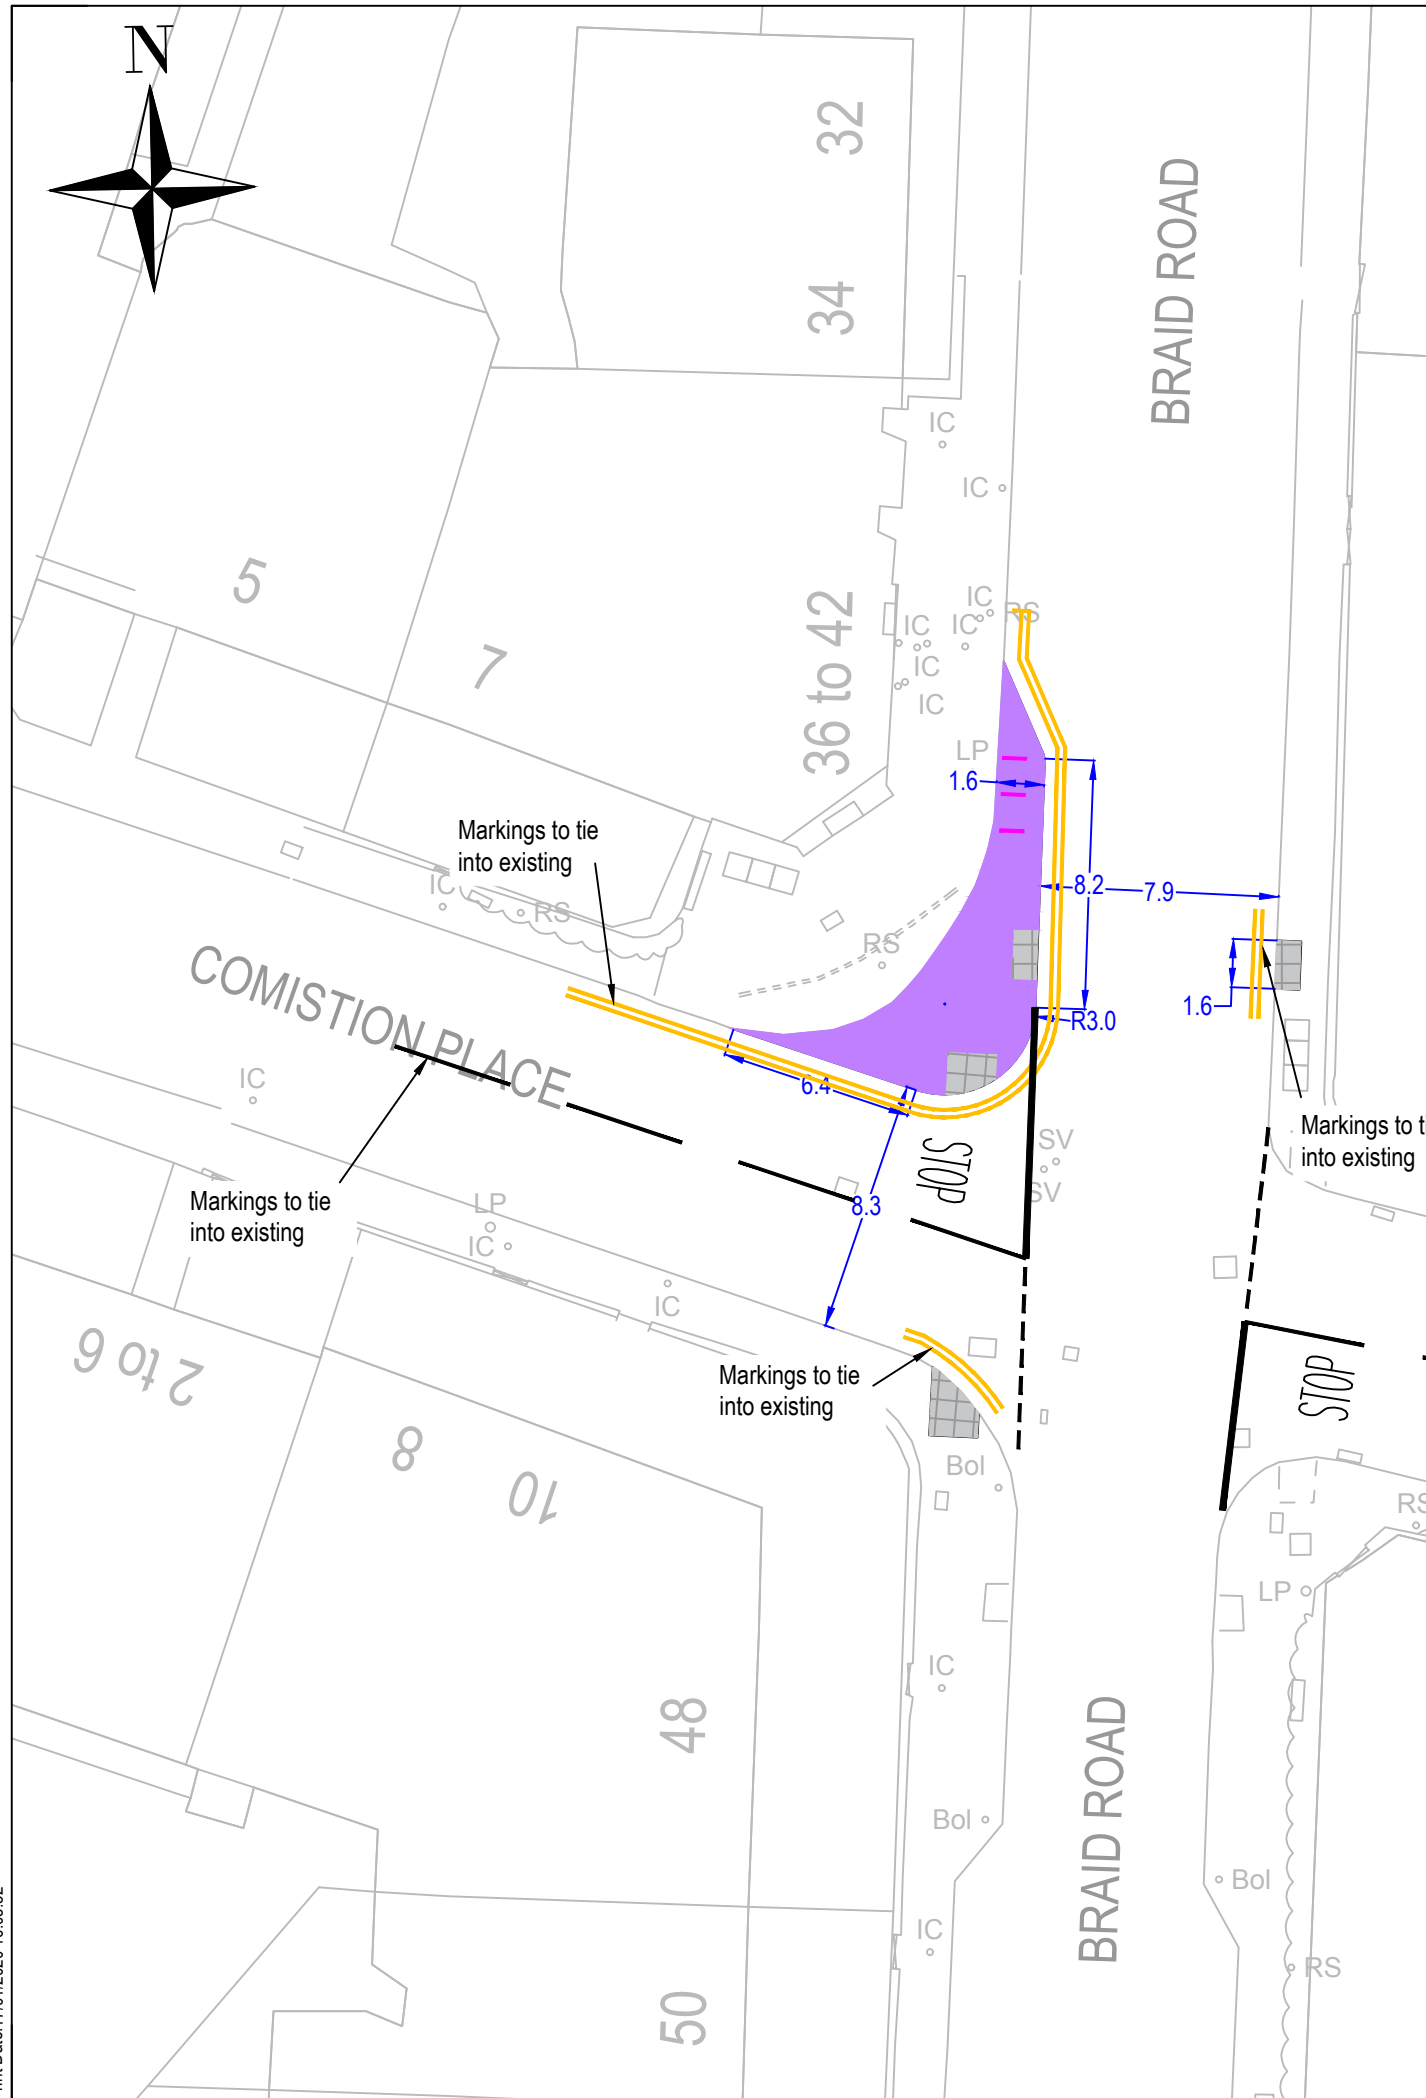 N
32
BRAID ROAD
34
IC
IC
5
IC
RS
IC
IC
36 to 42
7
IC
IC
LP
1.6
Markings to tie
into existing
8.2
7.9
IC
RS
RS
COMISTION PLACE
1.6
R3.0
6.4
IC
STOP
SV
Markings to ti
into existing
SV
Markings to tie
into existing
LP
8.3
IC
IC
2 to 6
Markings to tie
into existing
STOP
8
10
Bol
RS
LP
IC
48
BRAID ROAD
Bol
Bol
IC
RS
50